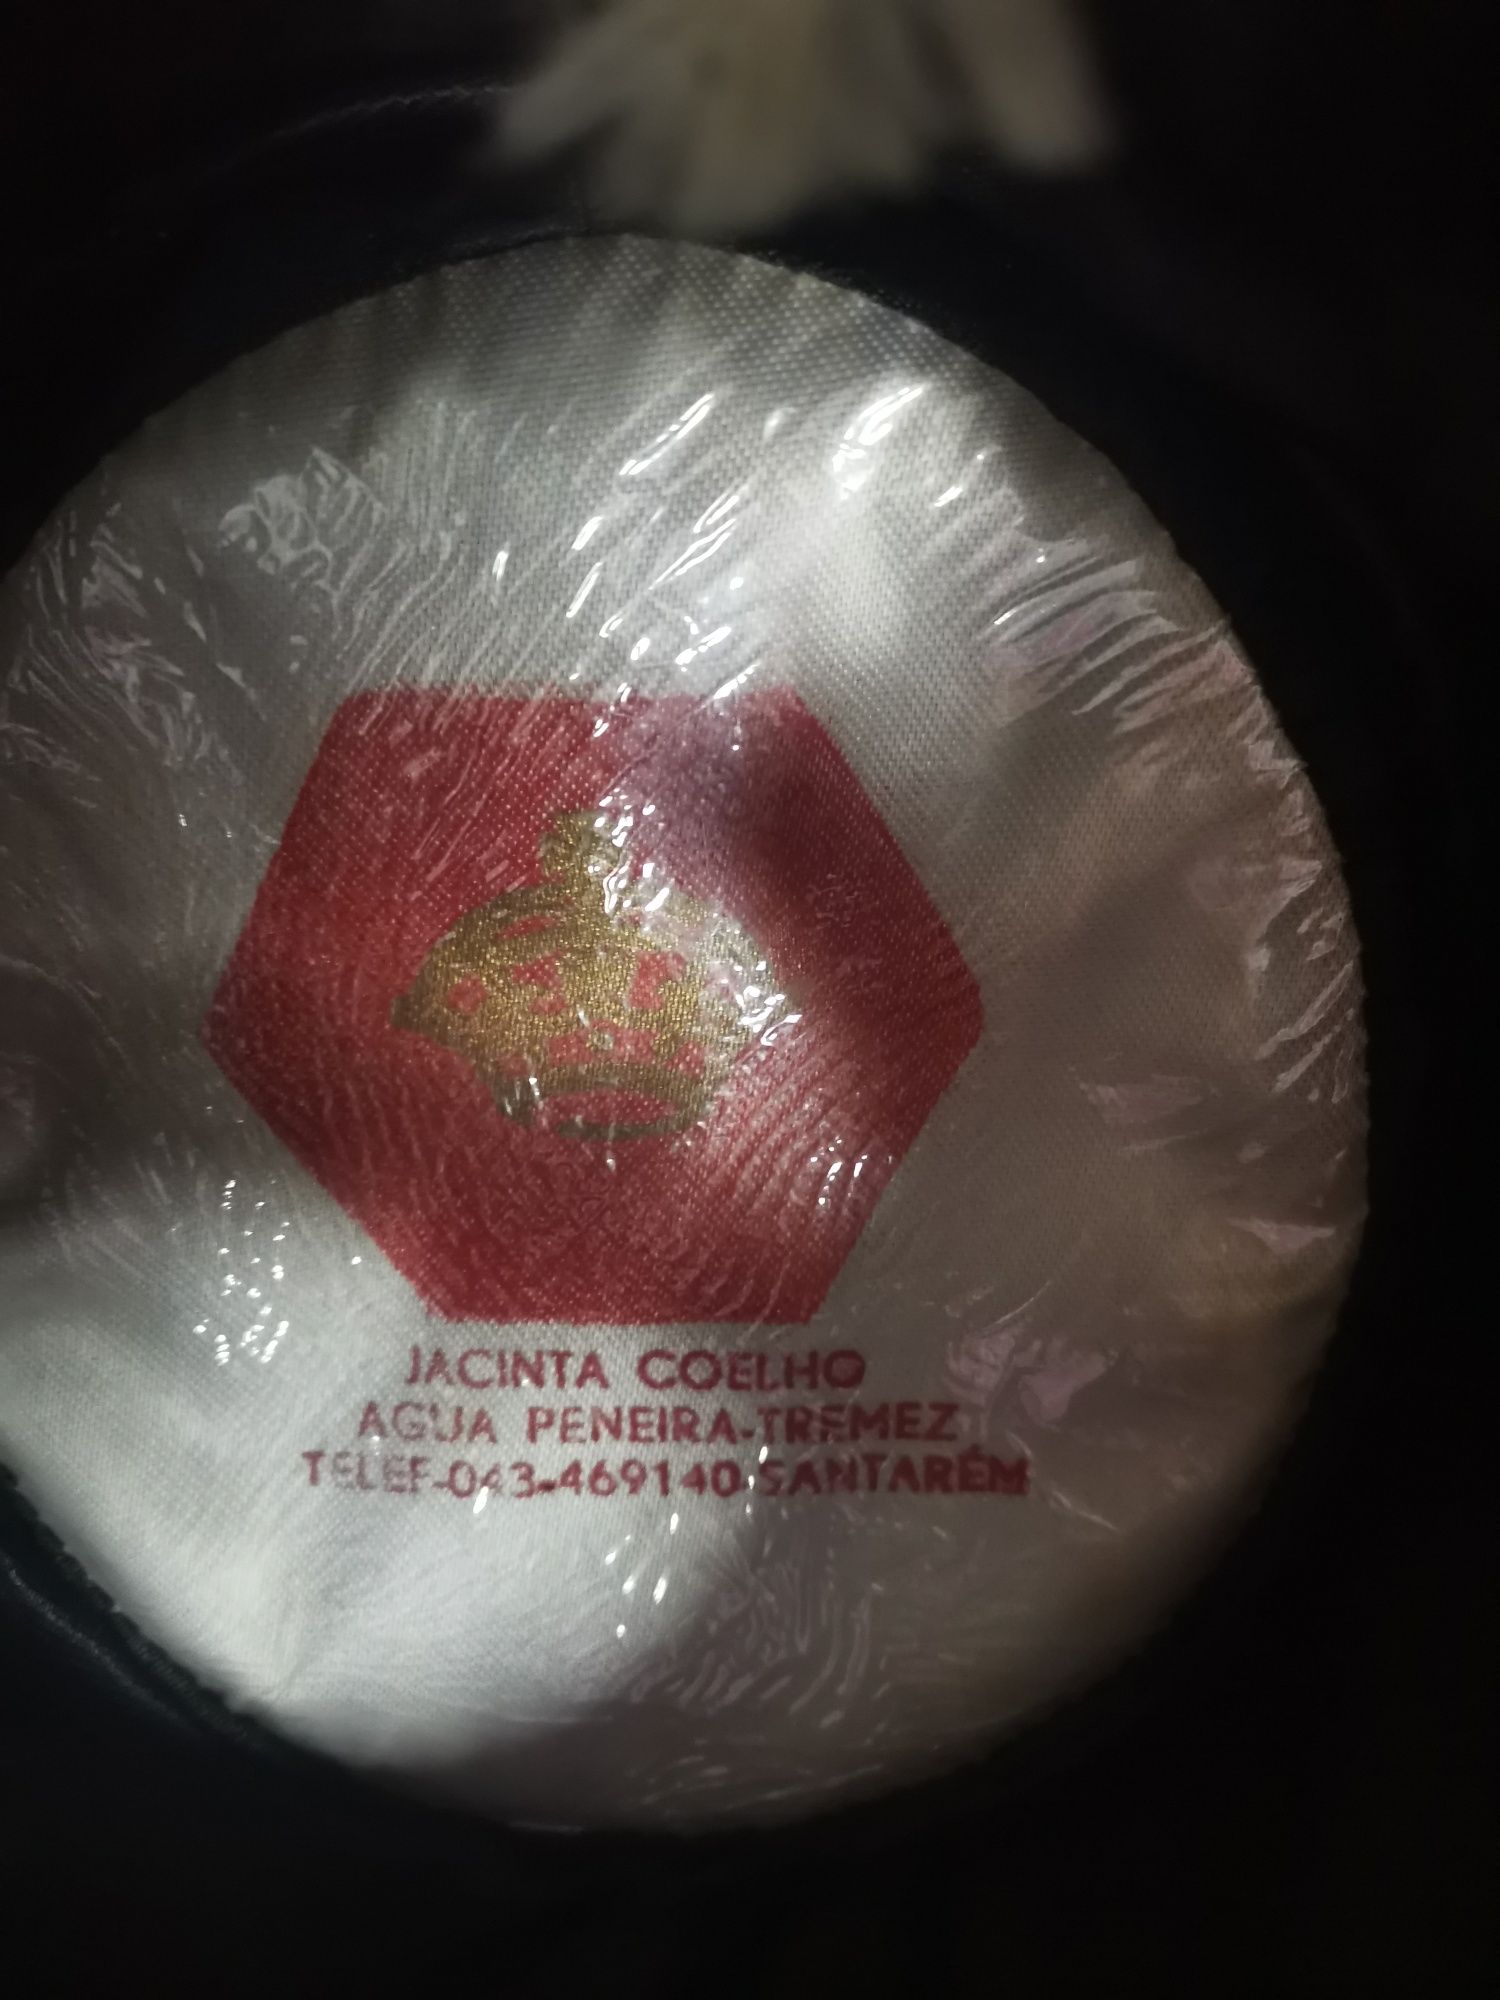 JACINTA COELHO
AGUA PENEIRA-TREMEZ
TELEF-043-469140-SANTARÉM